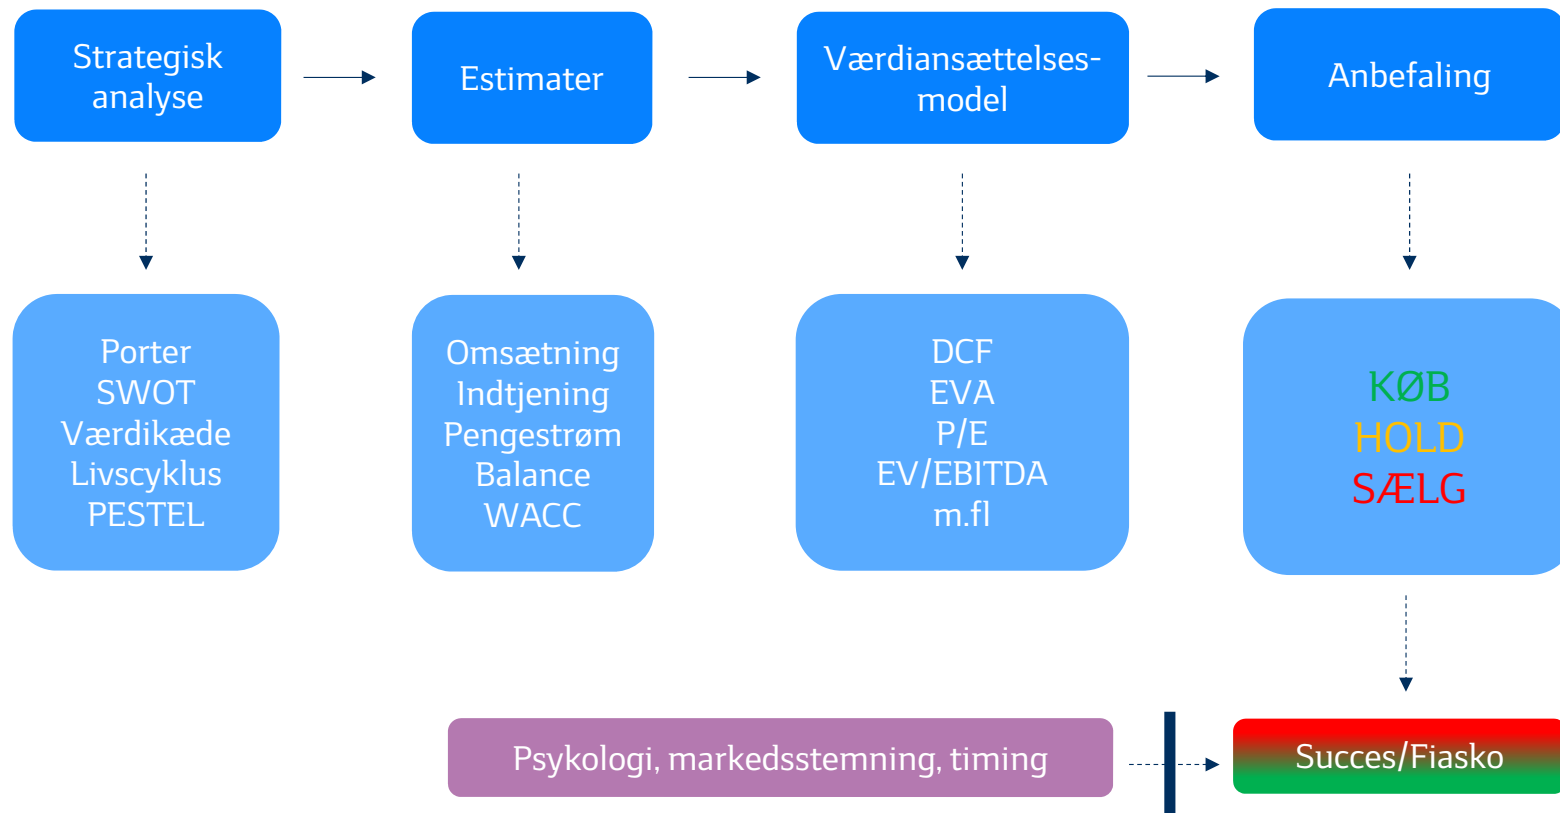 Strategisk
analyse
Estimater
Værdiansættelses-
model
Anbefaling
Porter
SWOT
Værdikæde
Livscyklus
PESTEL
Omsætning
Indtjening
Pengestrøm
Balance
WACC
DCF
EVA
P/E
EV/EBITDA
m.fl
KØB
HOLD
SÆLG
Psykologi, markedsstemning, timing
Succes/Fiasko